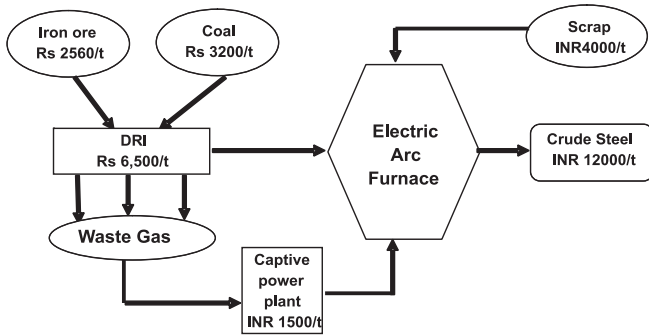 Iron ore
Rs 2560/t
Coal
Rs 3200/t
Scrap
INR4000/t
DRI
Rs 6,500/t
Electric
Arc
Furnace
Crude Steel
INR 12000/t
Waste Gas
Captive
power
plant
INR 1500/t